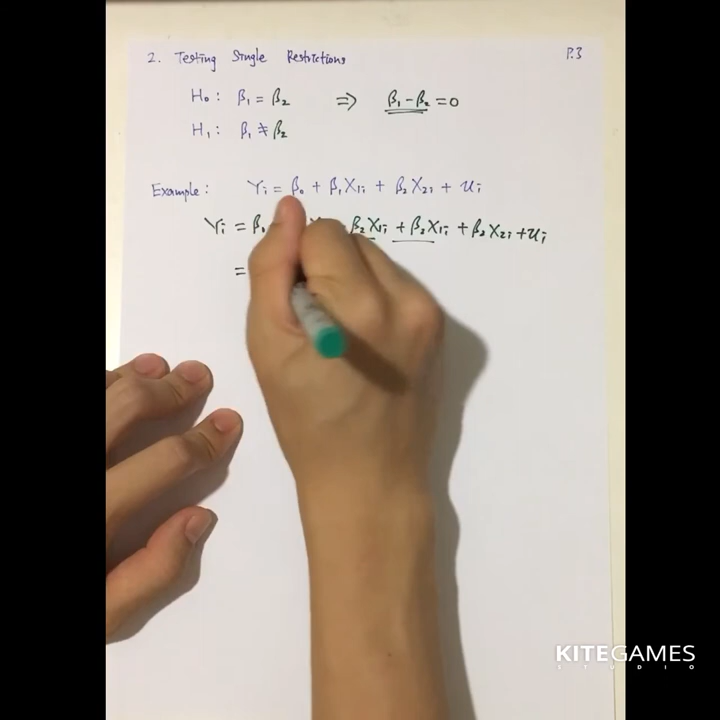 2. Testing Single Restrictions P.3
H₀: β₁ = β₂ ⇒ β₁-β₂ = 0
H₁: β₁ ≠ β₂
Example: Yi = β₀ + β₁X₁i + β₂X₂i + ui
Yi = β₀ β₂X₁i + β₂X₁i + β₂X₂i + ui
=
KITEGAMES
STUDIO